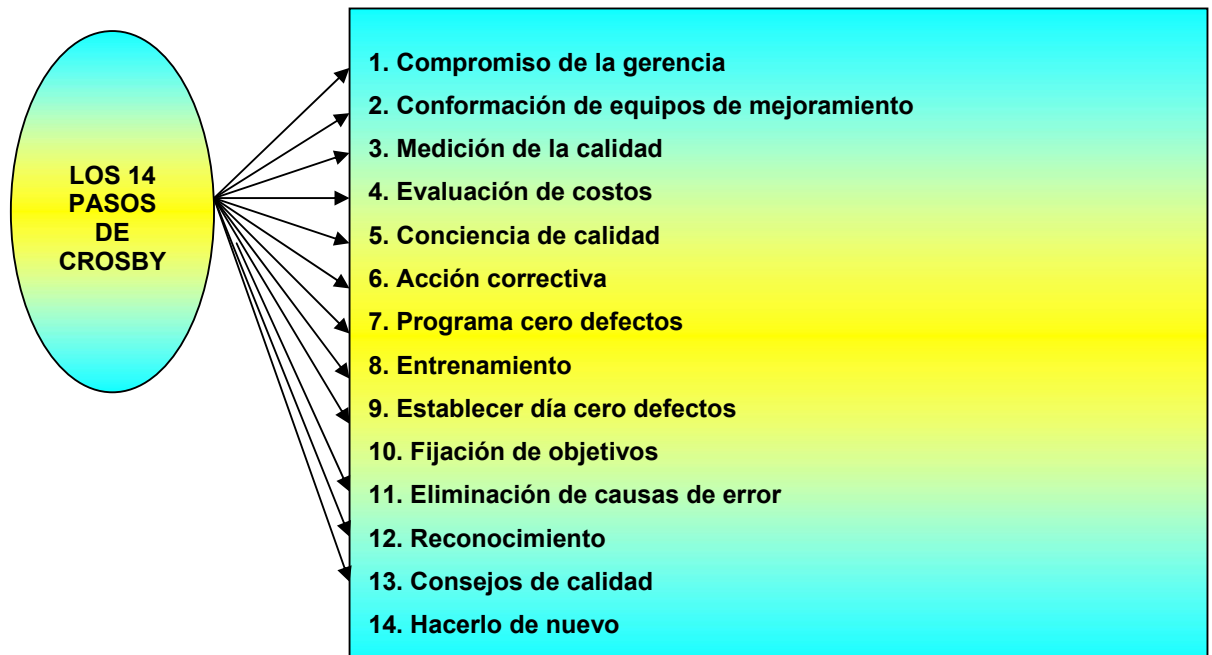 LOS 14
PASOS
DE
CROSBY
1. Compromiso de la gerencia
2. Conformación de equipos de mejoramiento
3. Medición de la calidad
4. Evaluación de costos
5. Conciencia de calidad
6. Acción correctiva
7. Programa cero defectos
8. Entrenamiento
9. Establecer día cero defectos
10. Fijación de objetivos
11. Eliminación de causas de error
12. Reconocimiento
13. Consejos de calidad
14. Hacerlo de nuevo